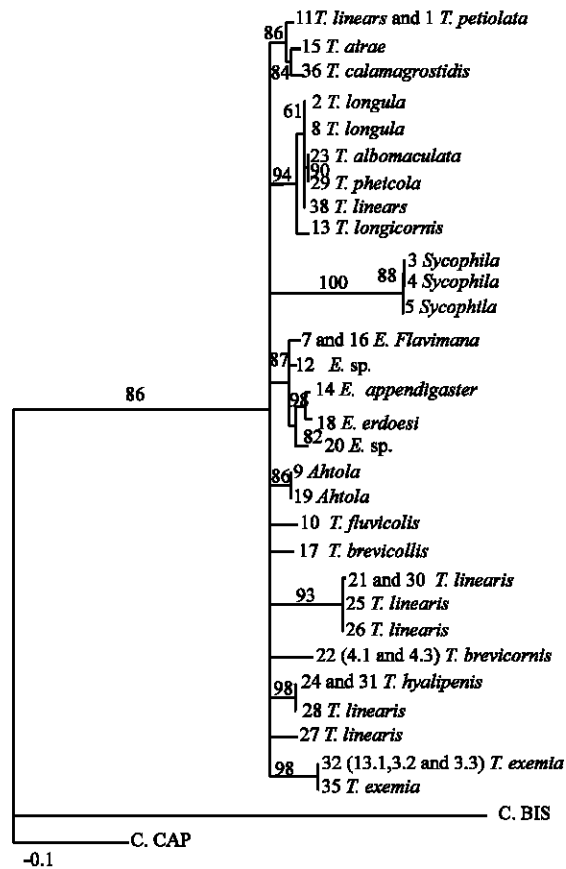 86
11 T. linears and 1 T. petiolata
15 T. airae
84
36 T. calamagrostidis
61
2 T. longula
8 T. longula
23 T. albomaculata
90
94
29 T. pheicola
38 T. linears
13 T. longicornis
3 Sycophila
100
88
4 Sycophila
5 Sycophila
7 and 16 E. Flavimana
87
12 E. sp.
14 E. appendigaster
86
98
18 E. erdoesi
82
20 E. sp.
9 Ahtola
86
19 Ahtola
10 T. fluvicolis
17 T. brevicollis
21 and 30 T. linearis
93
25 T. linearis
26 T. linearis
22 (4.1 and 4.3) T. brevicornis
24 and 31 T. hyalipenis
98
28 T. linearis
27 T. linearis
32 (13.1,3.2 and 3.3) T. exemia
98
35 T. exemia
C. BIS
C. CAP
-0.1